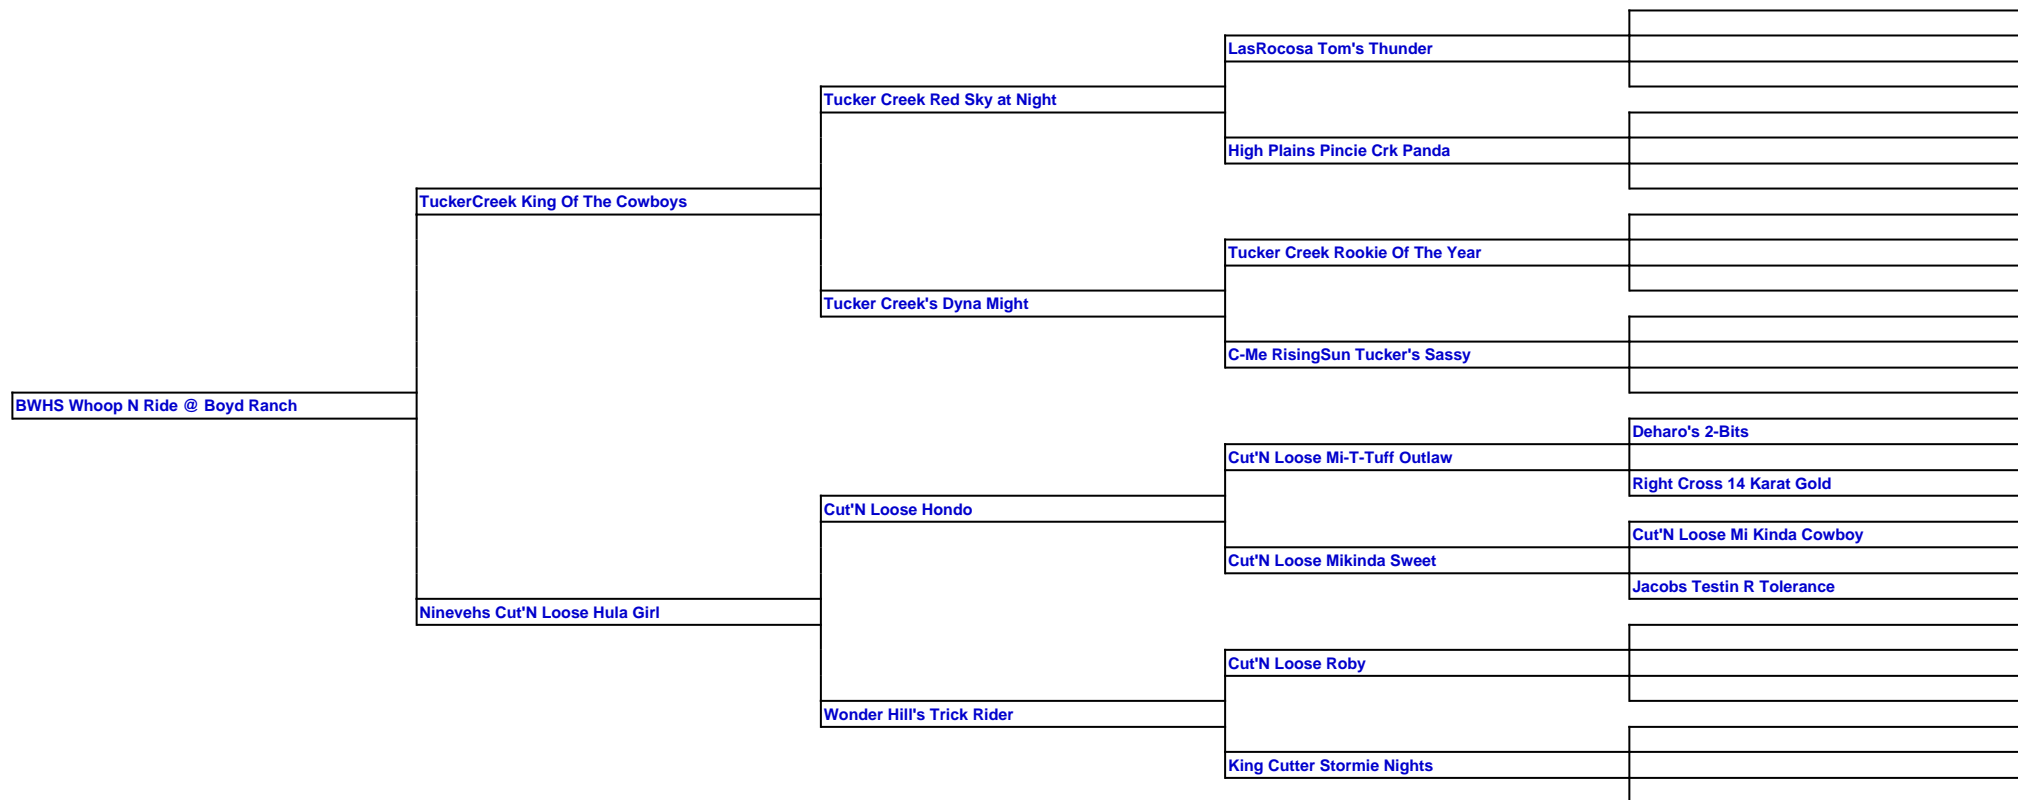 LasRocosa Tom's Thunder
Tucker Creek Red Sky at Night
High Plains Pincie Crk Panda
TuckerCreek King Of The Cowboys
Tucker Creek Rookie Of The Year
Tucker Creek's Dyna Might
C-Me RisingSun Tucker's Sassy
BWHS Whoop N Ride @ Boyd Ranch
Deharo's 2-Bits
Cut'N Loose Mi-T-Tuff Outlaw
Right Cross 14 Karat Gold
Cut'N Loose Hondo
Cut'N Loose Mi Kinda Cowboy
Cut'N Loose Mikinda Sweet
Jacobs Testin R Tolerance
Ninevehs Cut'N Loose Hula Girl
Cut'N Loose Roby
Wonder Hill's Trick Rider
King Cutter Stormie Nights